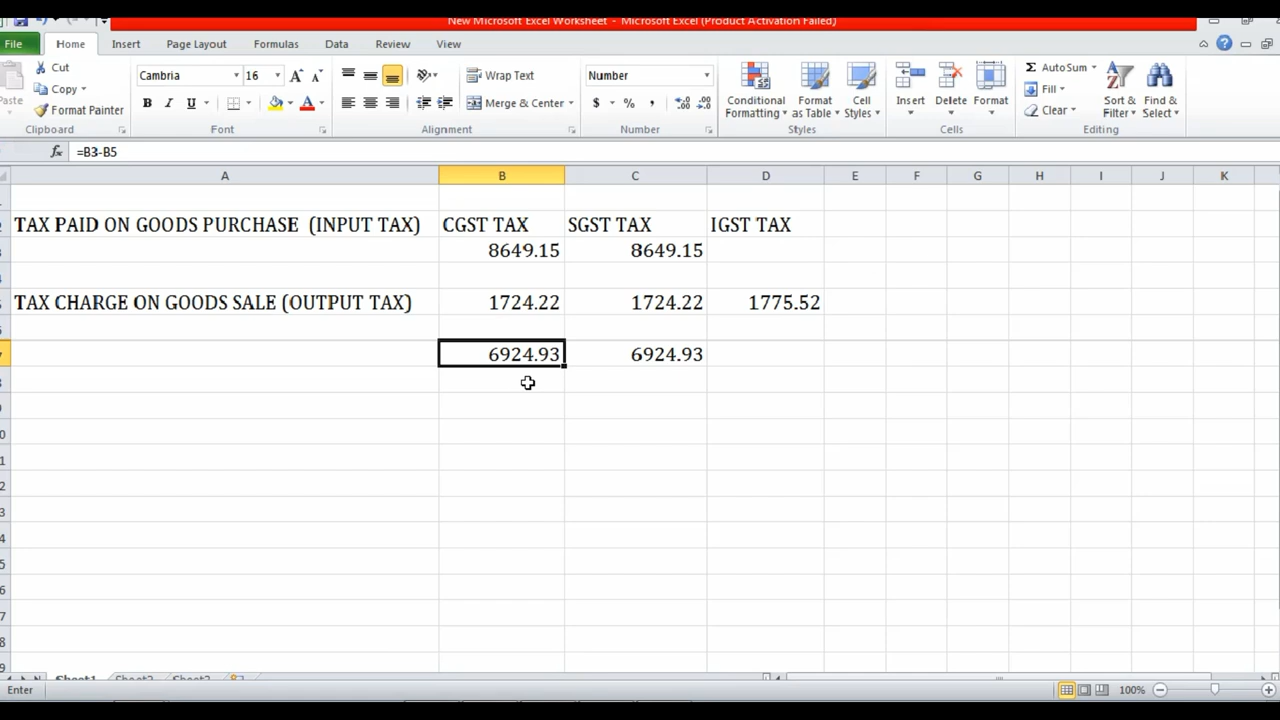 New Microsoft Excel Worksheet - Microsoft Excel (Product Activation Failed)
File Home Insert Page Layout Formulas Data Review View
Cut
Copy
Format Painter
Paste
Clipboard
Cambria 16
B I U A
Font
Wrap Text
Merge & Center
Alignment
Number
$ % ,
Number
Conditional Formatting
Format as Table
Cell Styles
Styles
Insert Delete Format
Cells
AutoSum
Fill
Clear
Sort & Filter
Find & Select
Editing
fx =B3-B5
A B C D E F G H I J K
TAX PAID ON GOODS PURCHASE (INPUT TAX) CGST TAX SGST TAX IGST TAX
8649.15 8649.15
TAX CHARGE ON GOODS SALE (OUTPUT TAX) 1724.22 1724.22 1775.52
6924.93 6924.93
Sheet1 Sheet2 Sheet3
Enter 100%